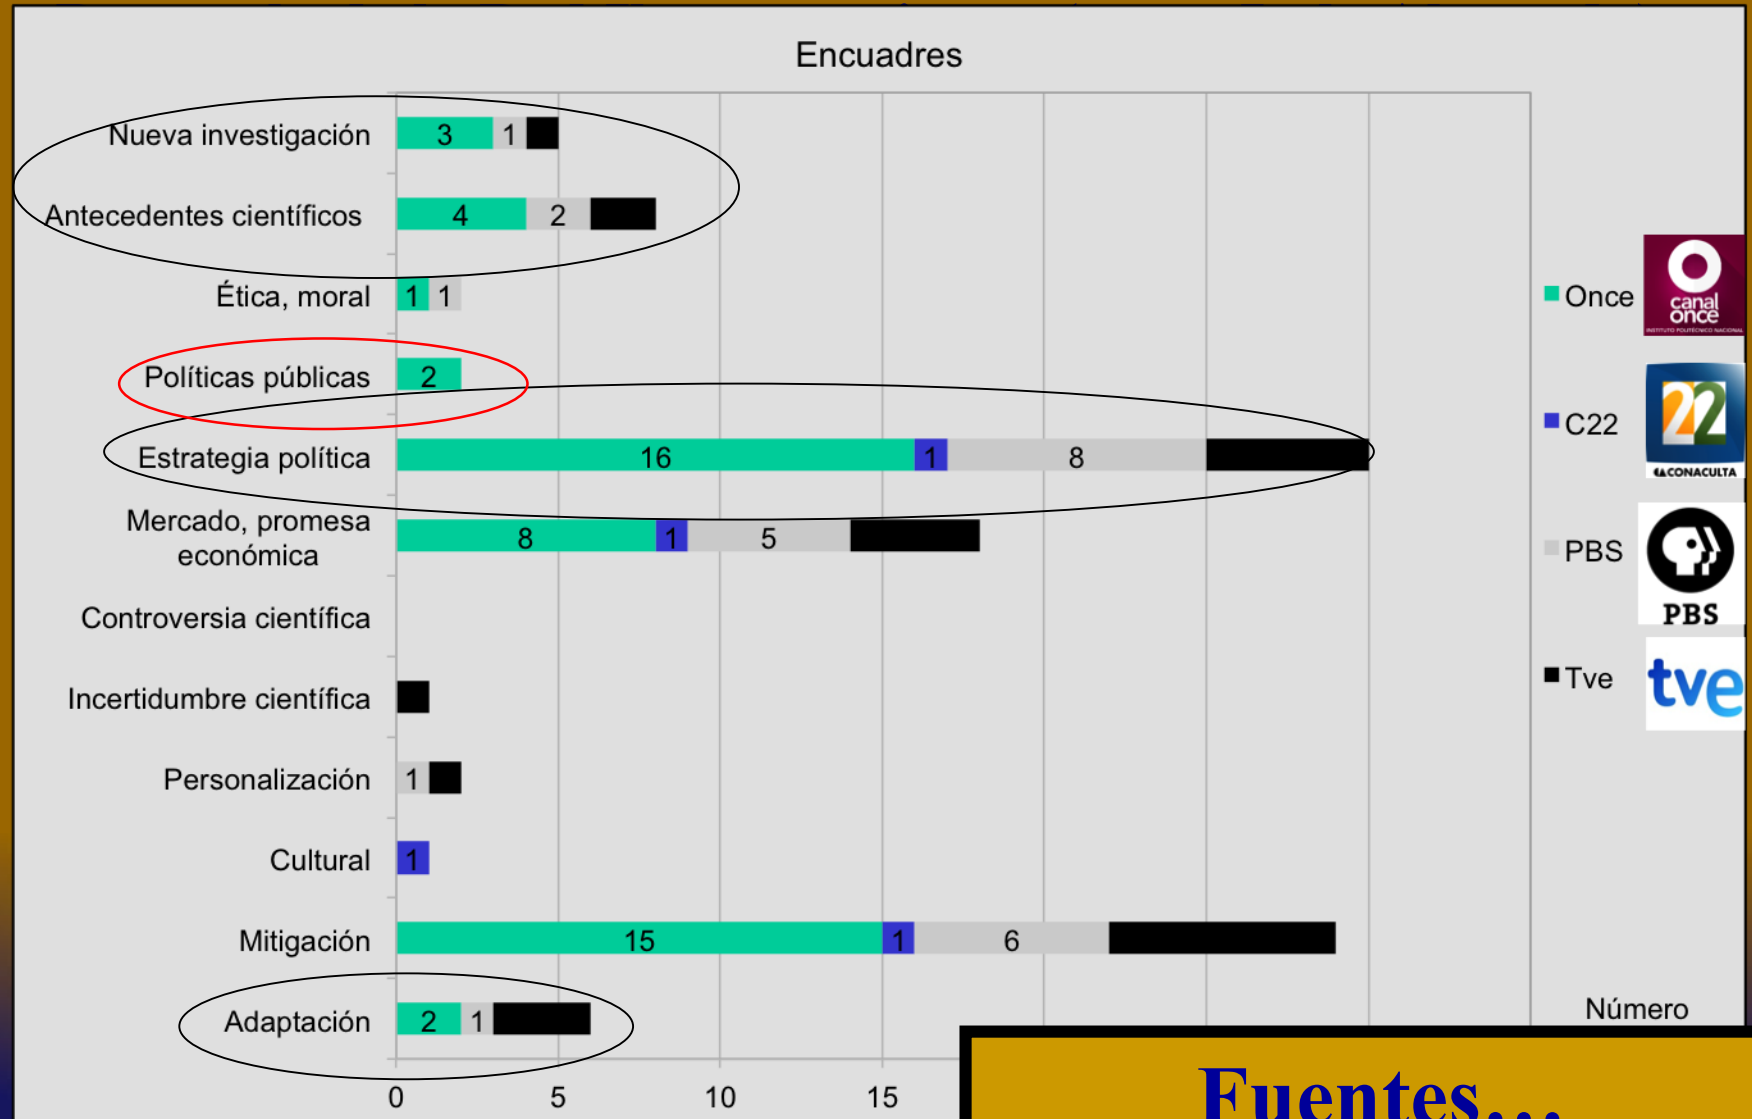 Encuadres
Nueva investigación
3 1
Antecedentes científicos
4 2
Ética, moral
1 1
Políticas públicas
2
Estrategia política
16 1 8
Mercado, promesa
económica
8 1 5
Controversia científica
Incertidumbre científica
Personalización
1
Cultural
1
Mitigación
15 1 6
Adaptación
2 1
0 5 10 15
Once
canal
once
INSTITUTO POLITÉCNICO NACIONAL
C22
22
CONACULTA
PBS
PBS
Tve
tve
Número
Fuentes...